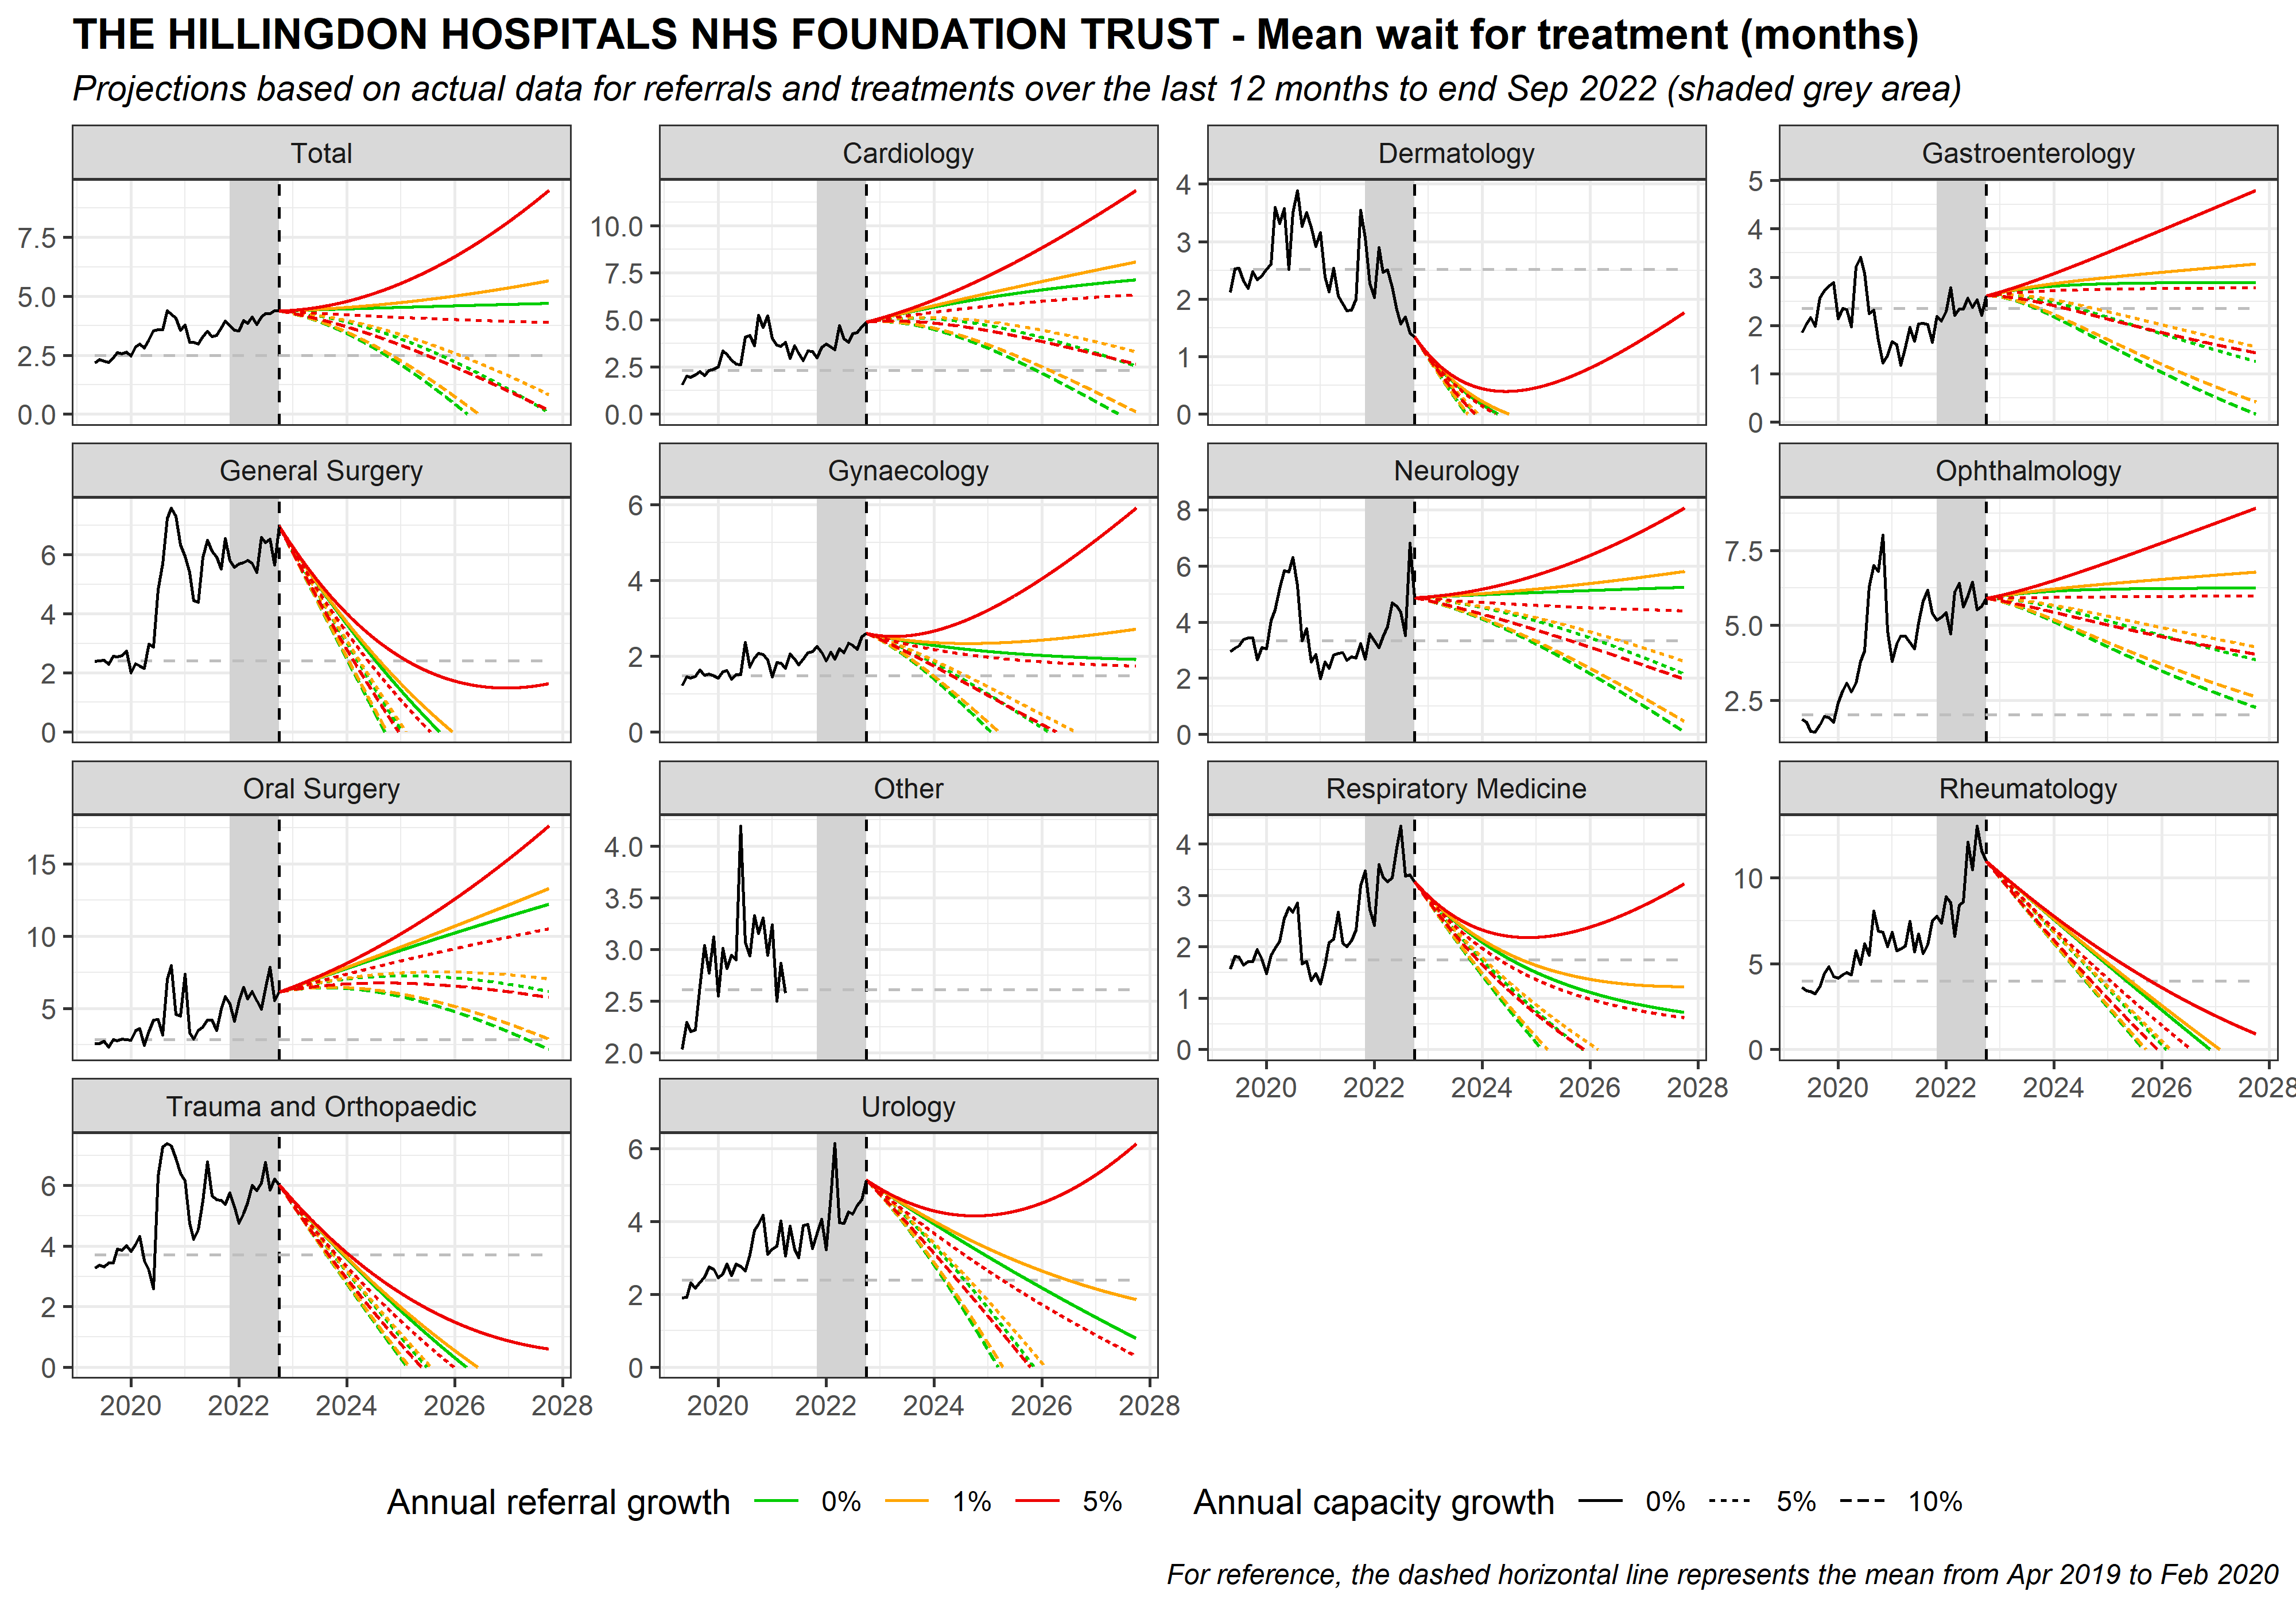 THE HILLINGDON HOSPITALS NHS FOUNDATION TRUST - Mean wait for treatment (months)
Projections based on actual data for referrals and treatments over the last 12 months to end Sep 2022 (shaded grey area)
Total
Cardiology
Dermatology
Gastroenterology
7.5
5.0
2.5
0.0
10.0
7.5
5.0
2.5
0.0
4
3
2
1
0
5
4
3
2
1
0
General Surgery
Gynaecology
Neurology
Ophthalmology
6
4
2
0
6
4
2
0
8
6
4
2
0
7.5
5.0
2.5
Oral Surgery
Other
Respiratory Medicine
Rheumatology
15
10
5
4.0
3.5
3.0
2.5
2.0
4
3
2
1
0
10
5
0
2020 2022 2024 2026 2028
2020 2022 2024 2026 2028
Trauma and Orthopaedic
Urology
6
4
2
0
6
4
2
0
2020 2022 2024 2026 2028
2020 2022 2024 2026 2028
Annual referral growth 0% 1% 5%
Annual capacity growth 0% 5% 10%
For reference, the dashed horizontal line represents the mean from Apr 2019 to Feb 2020